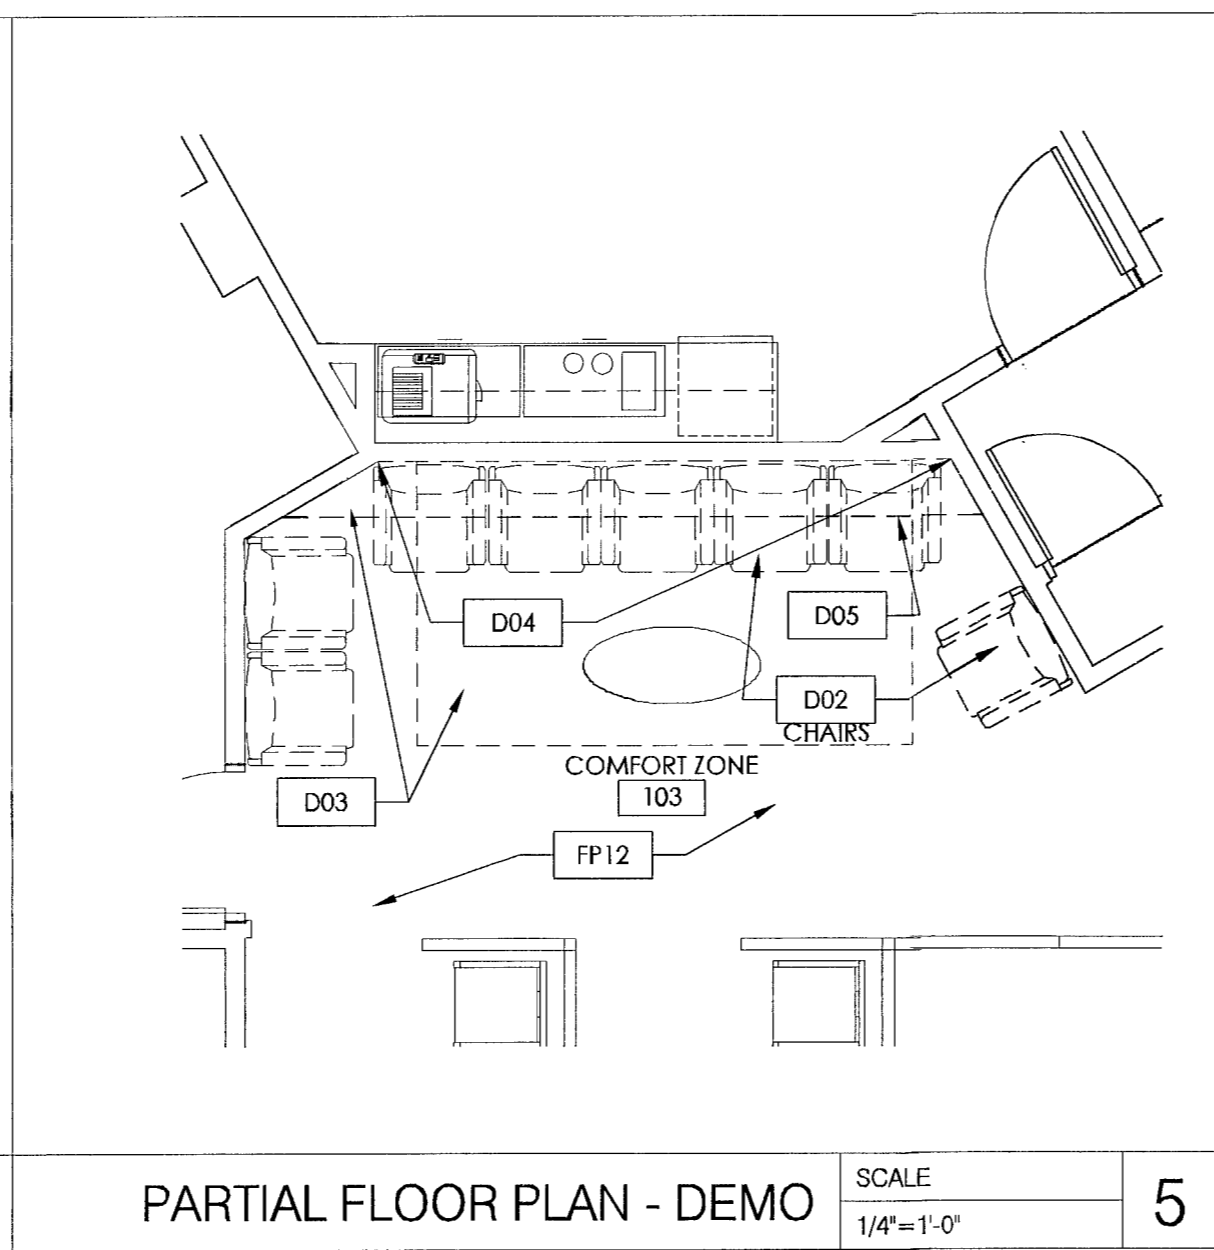 D04
D05
D02
CHAIRS
COMFORT ZONE
103
D03
FP12
PARTIAL FLOOR PLAN - DEMO
SCALE
1/4"=1'-0"
5